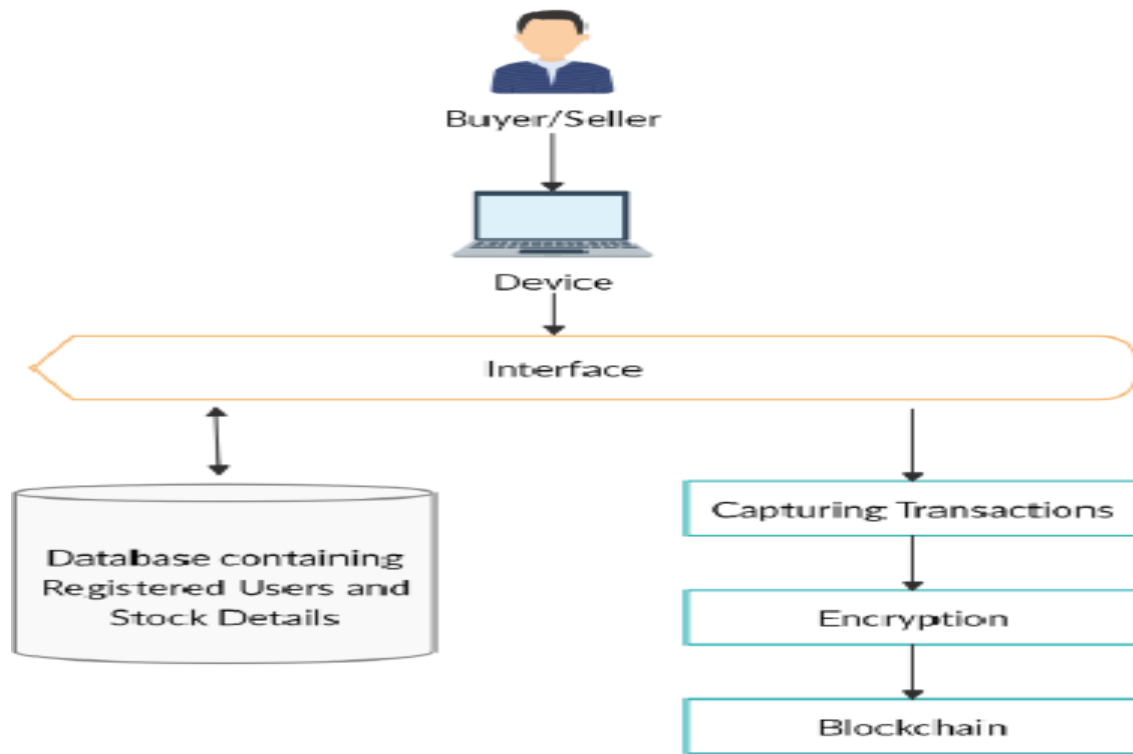 Buyer/Seller
Device
Interface
Database containing
Registered Users and
Stock Details
Capturing Transactions
Encryption
Blockchain